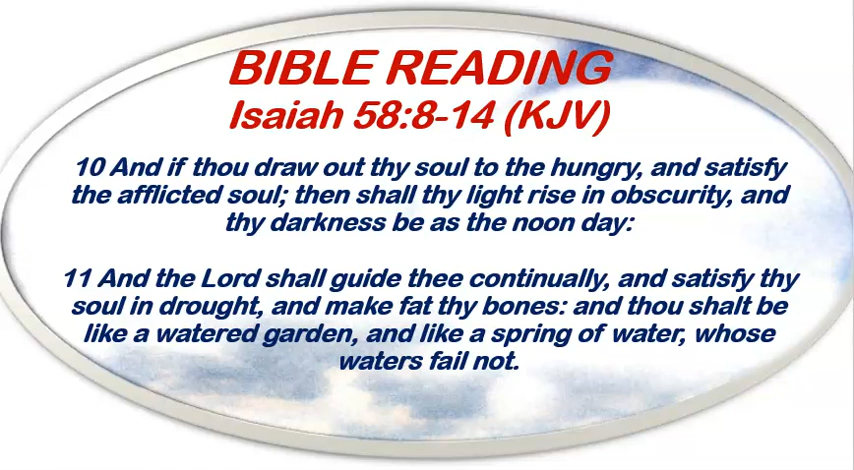 BIBLE READING
Isaiah 58:8-14 (KJV)
10 And if thou draw out thy soul to the hungry, and satisfy
the afflicted soul; then shall thy light rise in obscurity, and
thy darkness be as the noon day:
11 And the Lord shall guide thee continually, and satisfy thy
soul in drought, and make fat thy bones: and thou shalt be
like a watered garden, and like a spring of water, whose
waters fail not.